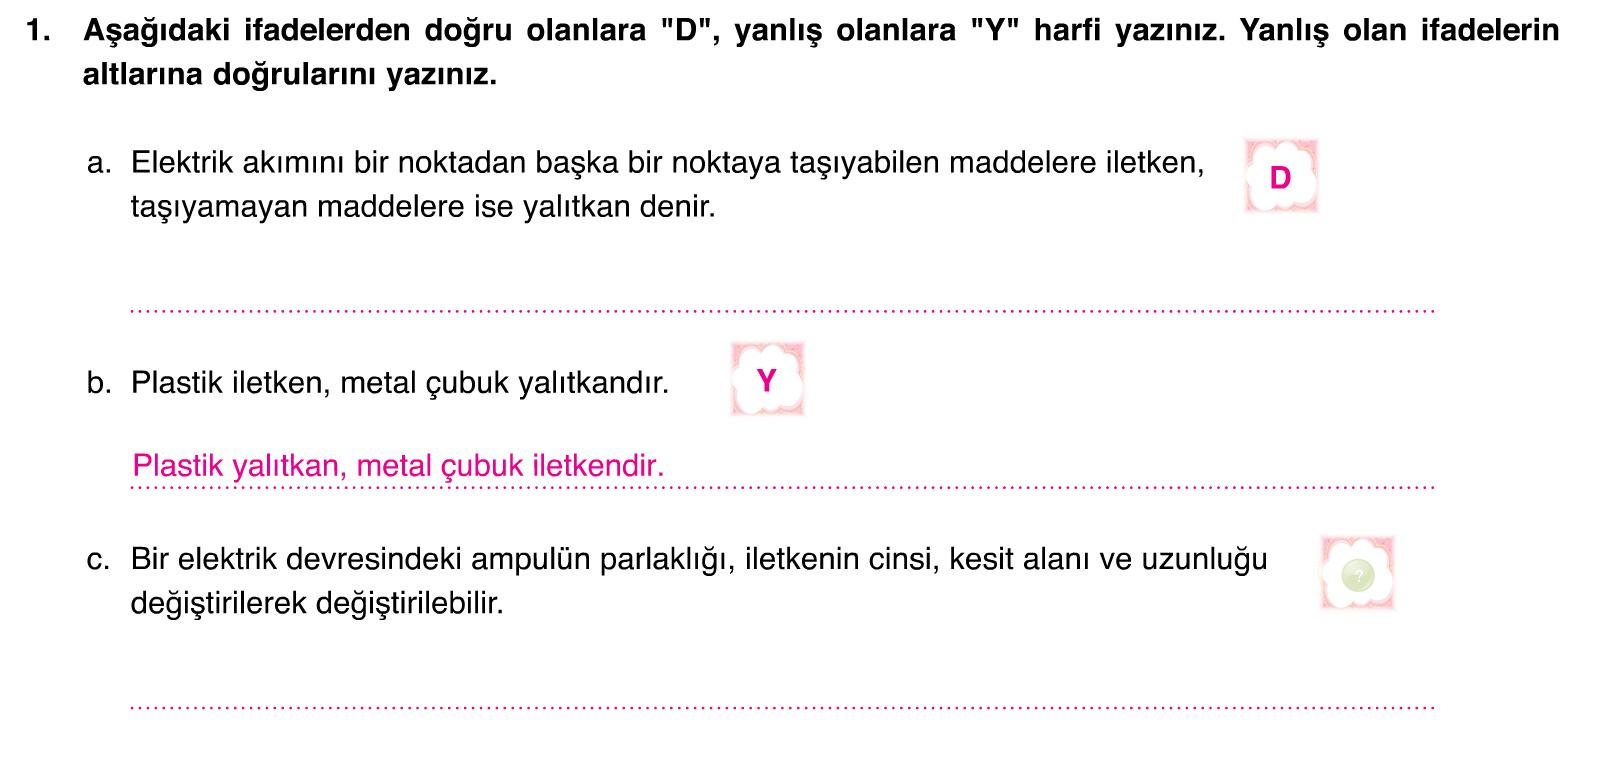 1. Aşağıdaki ifadelerden doğru olanlara "D", yanlış olanlara "Y" harfi yazınız. Yanlış olan ifadelerin
altlarına doğrularını yazınız.
a. Elektrik akımını bir noktadan başka bir noktaya taşıyabilen maddelere iletken,
taşıyamayan maddelere ise yalıtkan denir.
D
b. Plastik iletken, metal çubuk yalıtkandır.
Y
Plastik yalıtkan, metal çubuk iletkendir.
c. Bir elektrik devresindeki ampulün parlaklığı, iletkenin cinsi, kesit alanı ve uzunluğu
değiştirilerek değiştirilebilir.
?